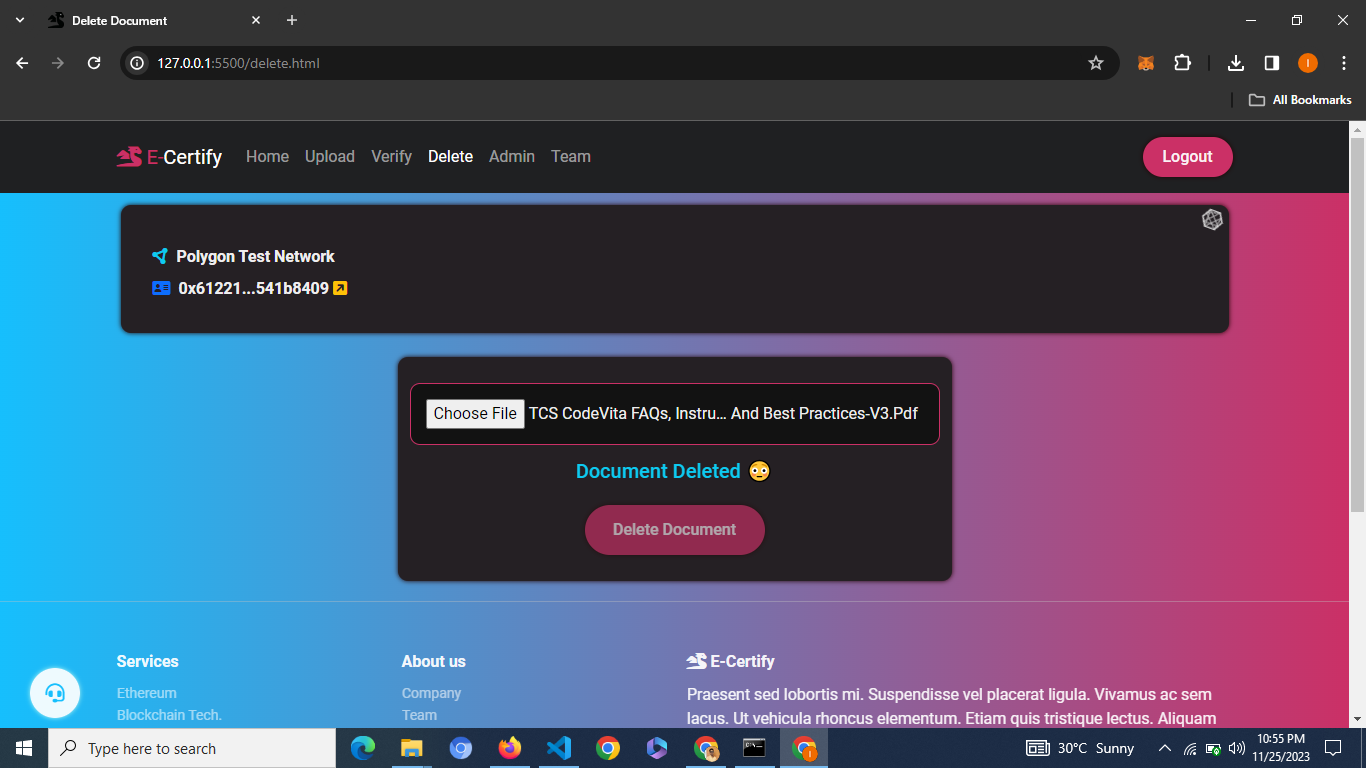 Delete Document
127.0.0.1:5500/delete.html
I
All Bookmarks
E-Certify Home Upload Verify Delete Admin Team Logout
Polygon Test Network
0x61221...541b8409
Choose File TCS CodeVita FAQs, Instru... And Best Practices-V3.Pdf
Document Deleted 😳
Delete Document
Services About us E-Certify
Ethereum Company Praesent sed lobortis mi. Suspendisse vel placerat ligula. Vivamus ac sem
Blockchain Tech. Team lacus. Ut vehicula rhoncus elementum. Etiam quis tristique lectus. Aliquam
Type here to search
30°C Sunny
10:55 PM
11/25/2023